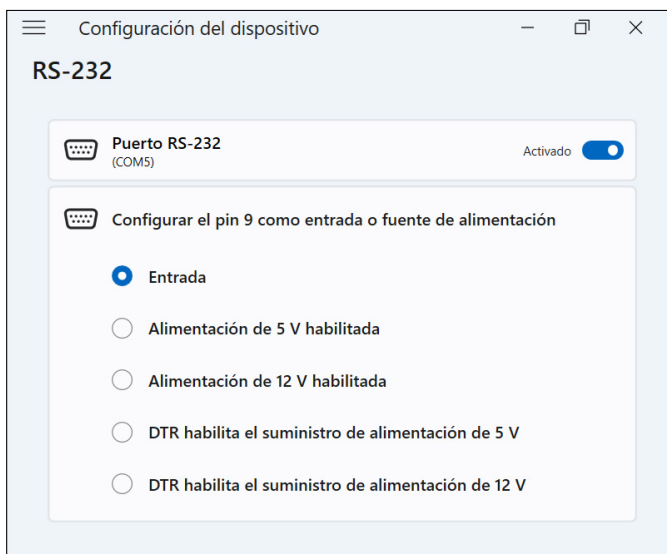 Configuración del dispositivo
RS-232
Puerto RS-232
(COM5)
Activado
Configurar el pin 9 como entrada o fuente de alimentación
Entrada
Alimentación de 5 V habilitada
Alimentación de 12 V habilitada
DTR habilita el suministro de alimentación de 5 V
DTR habilita el suministro de alimentación de 12 V